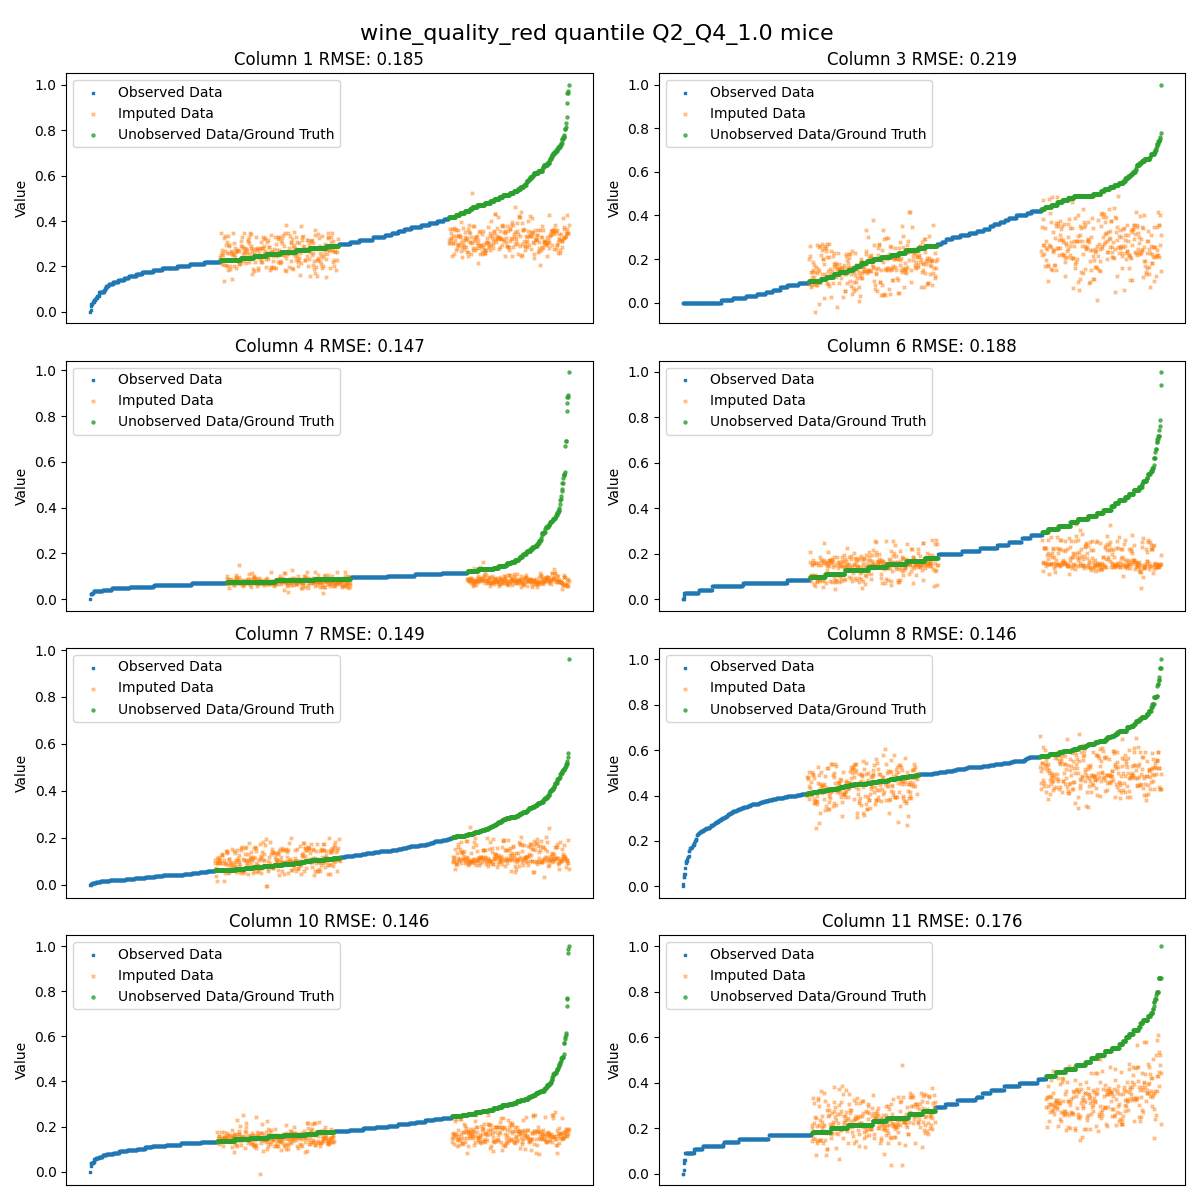 wine_quality_red quantile Q2_Q4_1.0 mice
Column 1 RMSE: 0.185
Value
1.0
0.8
0.6
0.4
0.2
0.0
Observed Data
Imputed Data
Unobserved Data/Ground Truth
Column 3 RMSE: 0.219
Value
1.0
0.8
0.6
0.4
0.2
0.0
Observed Data
Imputed Data
Unobserved Data/Ground Truth
Column 4 RMSE: 0.147
Value
1.0
0.8
0.6
0.4
0.2
0.0
Observed Data
Imputed Data
Unobserved Data/Ground Truth
Column 6 RMSE: 0.188
Value
1.0
0.8
0.6
0.4
0.2
0.0
Observed Data
Imputed Data
Unobserved Data/Ground Truth
Column 7 RMSE: 0.149
Value
1.0
0.8
0.6
0.4
0.2
0.0
Observed Data
Imputed Data
Unobserved Data/Ground Truth
Column 8 RMSE: 0.146
Value
1.0
0.8
0.6
0.4
0.2
0.0
Observed Data
Imputed Data
Unobserved Data/Ground Truth
Column 10 RMSE: 0.146
Value
1.0
0.8
0.6
0.4
0.2
0.0
Observed Data
Imputed Data
Unobserved Data/Ground Truth
Column 11 RMSE: 0.176
Value
1.0
0.8
0.6
0.4
0.2
0.0
Observed Data
Imputed Data
Unobserved Data/Ground Truth